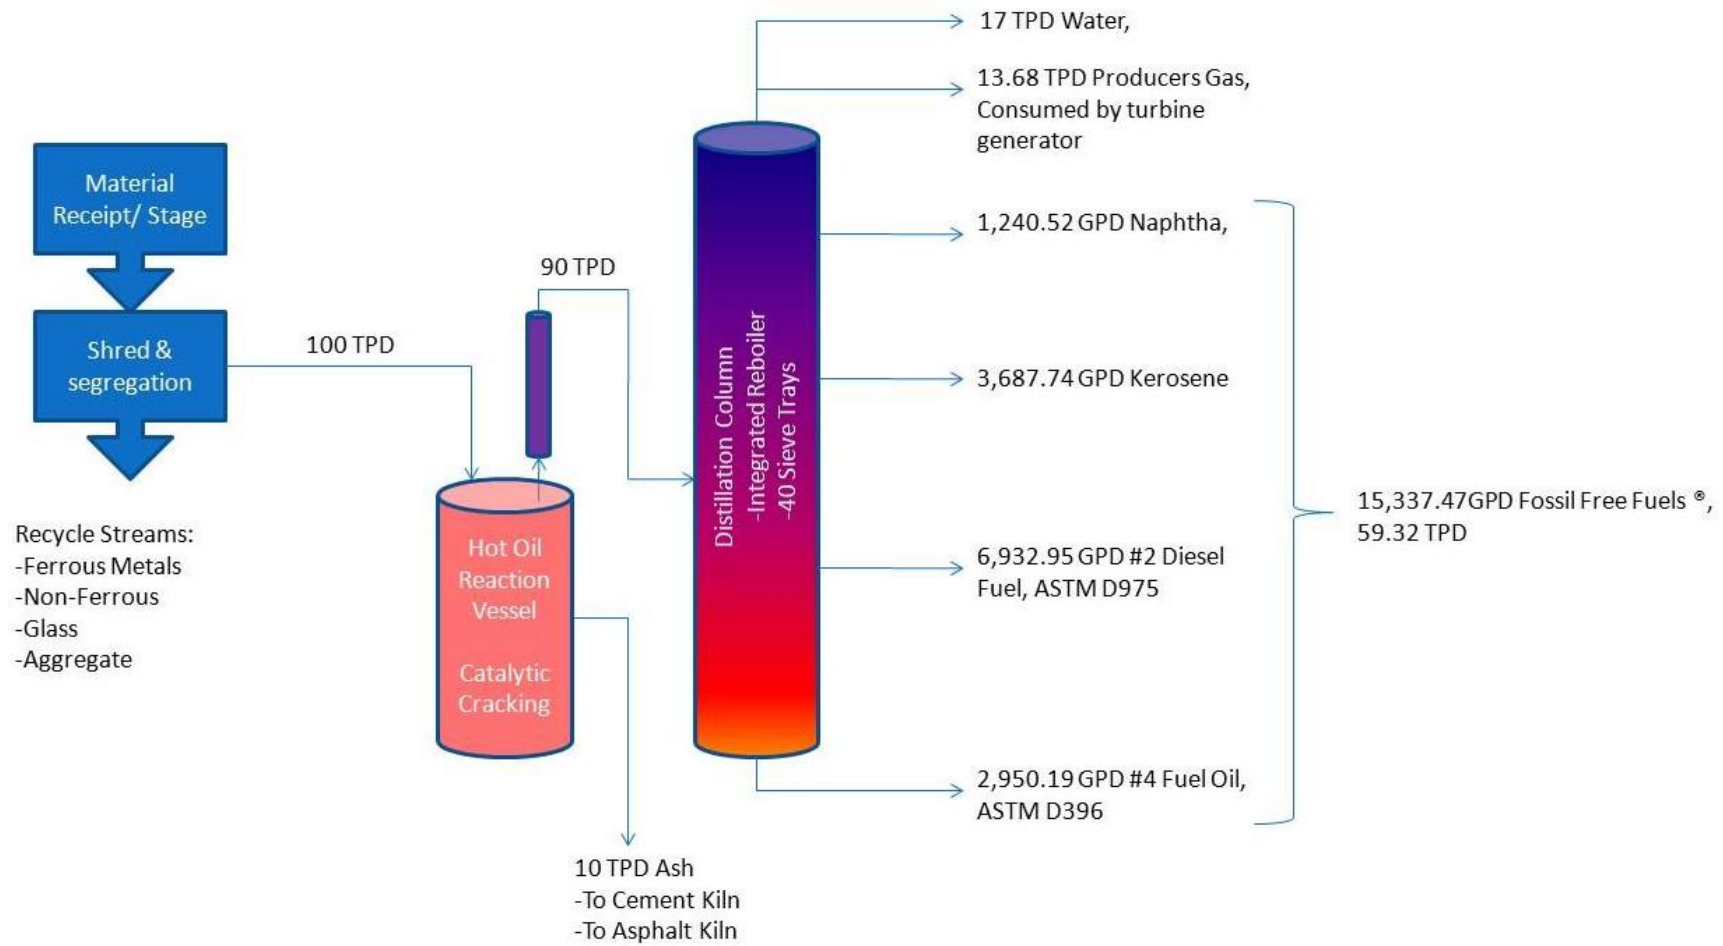 Material
Receipt/ Stage
Shred &
segregation
Recycle Streams:
-Ferrous Metals
-Non-Ferrous
-Glass
-Aggregate
100 TPD
90 TPD
Hot Oil
Reaction
Vessel
Catalytic
Cracking
10 TPD Ash
-To Cement Kiln
-To Asphalt Kiln
Distillation Column
-Integrated Reboiler
-40 Sieve Trays
17 TPD Water,
13.68 TPD Producers Gas,
Consumed by turbine
generator
1,240.52 GPD Naphtha,
3,687.74 GPD Kerosene
6,932.95 GPD #2 Diesel
Fuel, ASTM D975
2,950.19 GPD #4 Fuel Oil,
ASTM D396
15,337.47GPD Fossil Free Fuels ®,
59.32 TPD